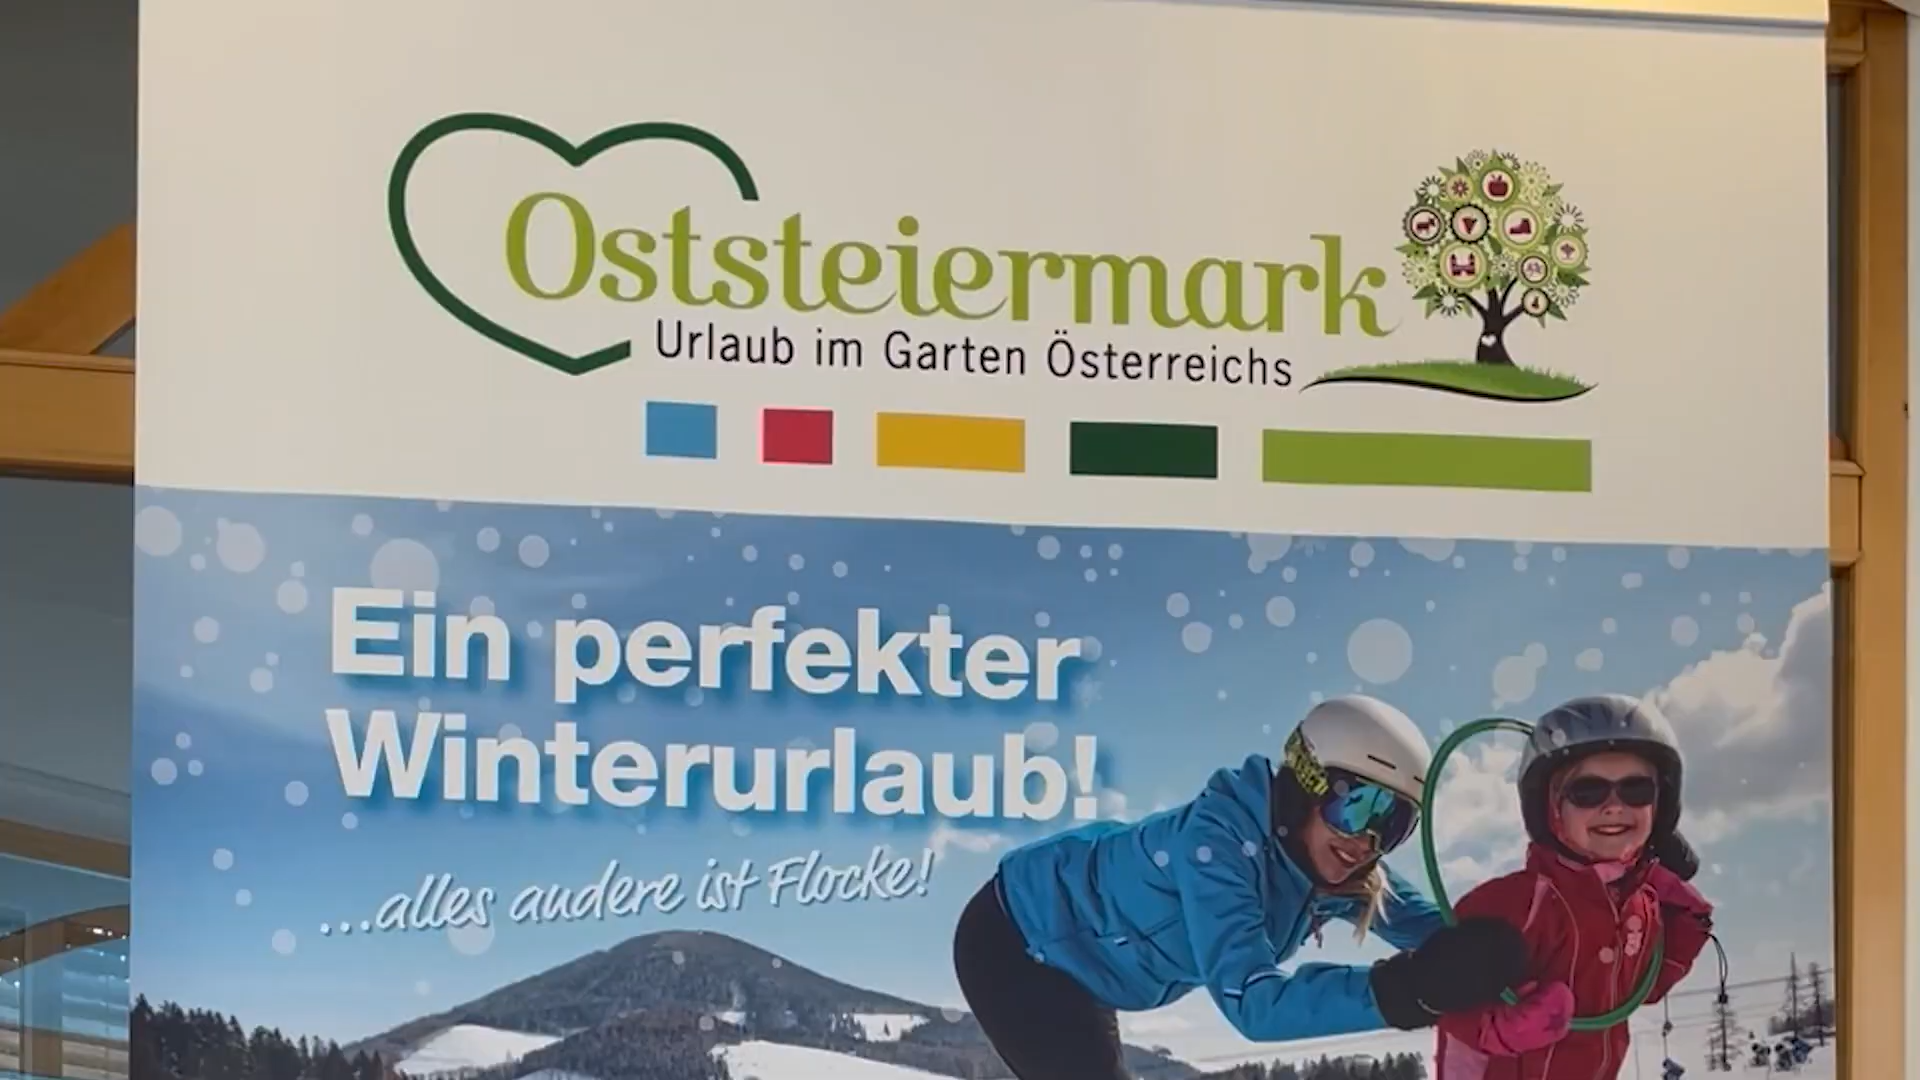 Oststeiermark
Urlaub im Garten Österreichs
Ein perfekter
Winterurlaub!
...alles andere ist Flocke!